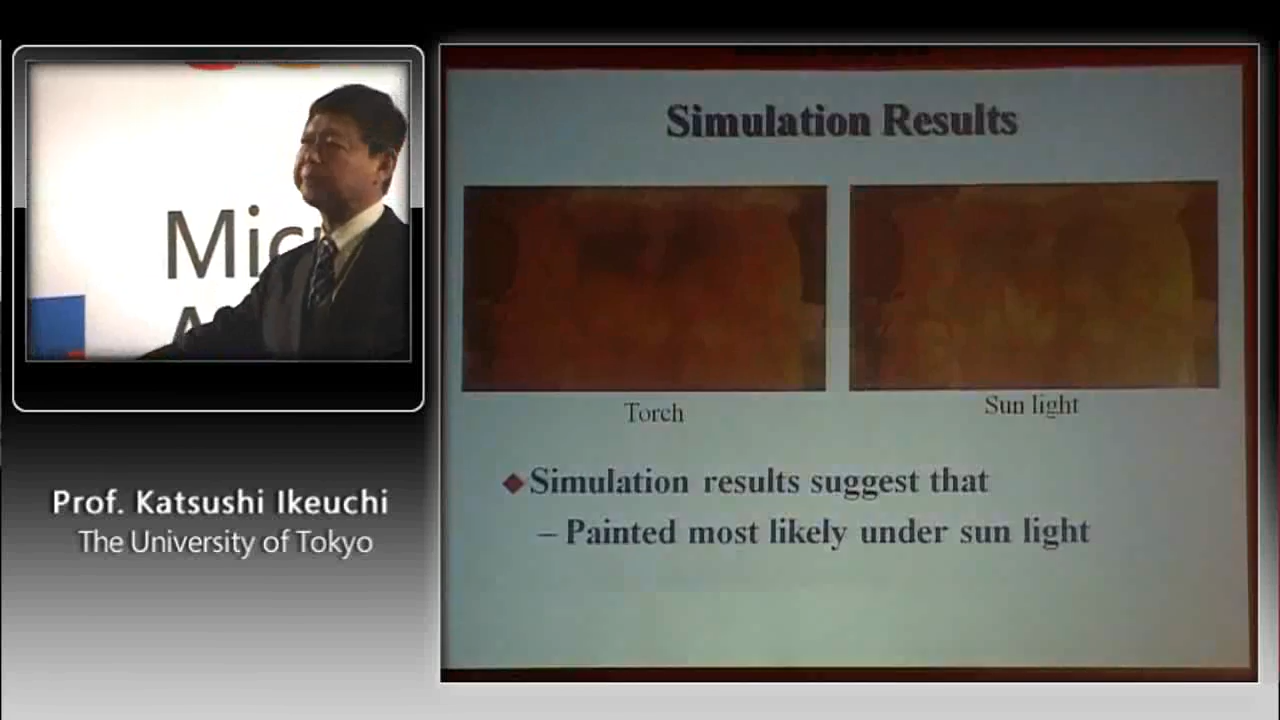 Mic
A
Prof. Katsushi Ikeuchi
The University of Tokyo
Simulation Results
Torch
Sun light
Simulation results suggest that
– Painted most likely under sun light